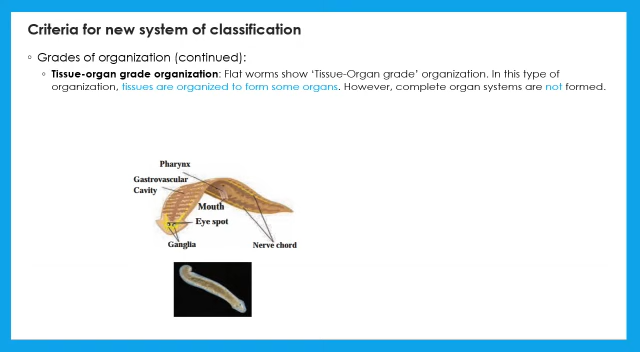 Criteria for new system of classification
Grades of organization (continued):
Tissue-organ grade organization: Flat worms show ‘Tissue-Organ grade’ organization. In this type of
organization, tissues are organized to form some organs. However, complete organ systems are not formed.
Pharynx
Gastrovascular
Cavity
Mouth
Eye spot
Ganglia
Nerve chord